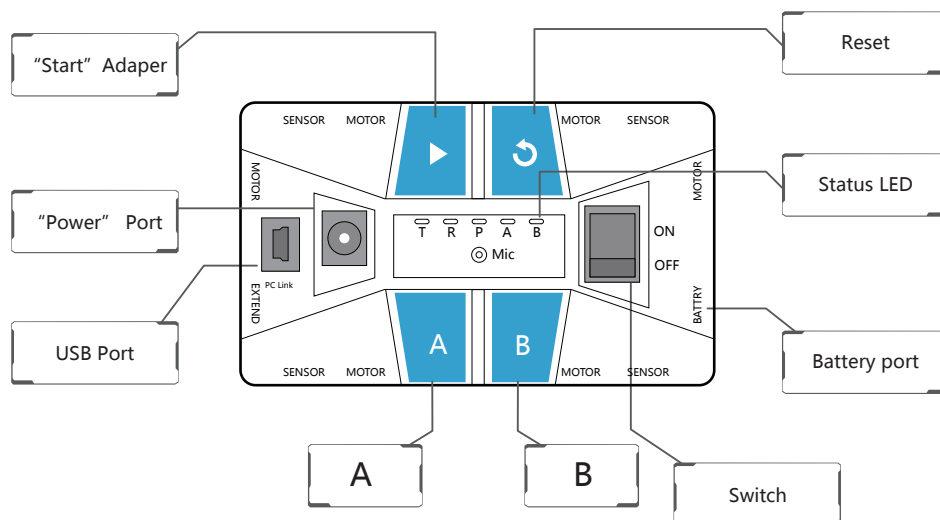 “Start” Adaper
Reset
SENSOR MOTOR MOTOR SENSOR
MOTOR
MOTOR
“Power” Port
Status LED
T R P A B
Mic
ON
OFF
PC Link
EXTEND
BATTRY
USB Port
A B
Battery port
SENSOR MOTOR MOTOR SENSOR
A
B
Switch